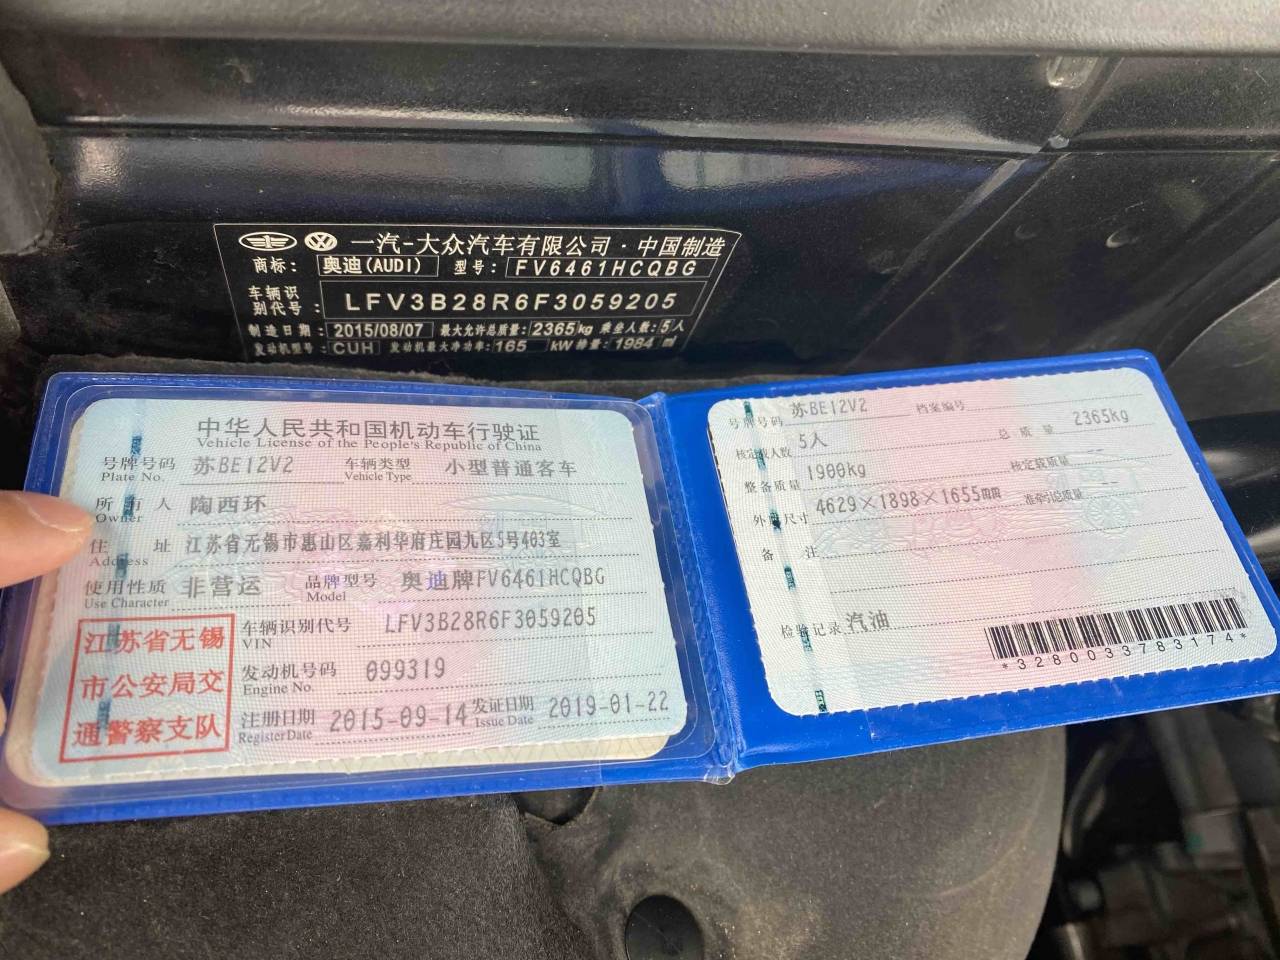 一汽-大众汽车有限公司·中国制造
商标: 奥迪(AUDI) 型号: FV6461HCQBG
车辆识别代号: LFV3B28R6F3059205
制造日期: 2015/08/07 最大允许总质量: 2365kg 乘坐人数: 5人
发动机型号: CUH 发动机最大净功率: 165 kW 排量: 1984 ml
中华人民共和国机动车行驶证
Vehicle License of the People's Republic of China
号牌号码 苏BE12V2 车辆类型 小型普通客车
Plate No. Vehicle Type
所有人 陶西环
Owner
住址 江苏省无锡市惠山区嘉利华府庄园九区5号403室
Address
使用性质 非营运 品牌型号 奥迪牌FV6461HCQBG
Use Character Model
江苏省无锡
市公安局交
通警察支队
车辆识别代号 LFV3B28R6F3059205
VIN
发动机号码 099319
Engine No.
注册日期 2015-09-14 发证日期 2019-01-22
Register Date Issue Date
号牌号码 苏BE12V2 档案编号
核定载人数 5人 总质量 2365kg
整备质量 1900kg 核定载质量 --
外廓尺寸 4629×1898×1655mm 准牵引总质量 --
备注
检验记录 汽油
*3280033783174*